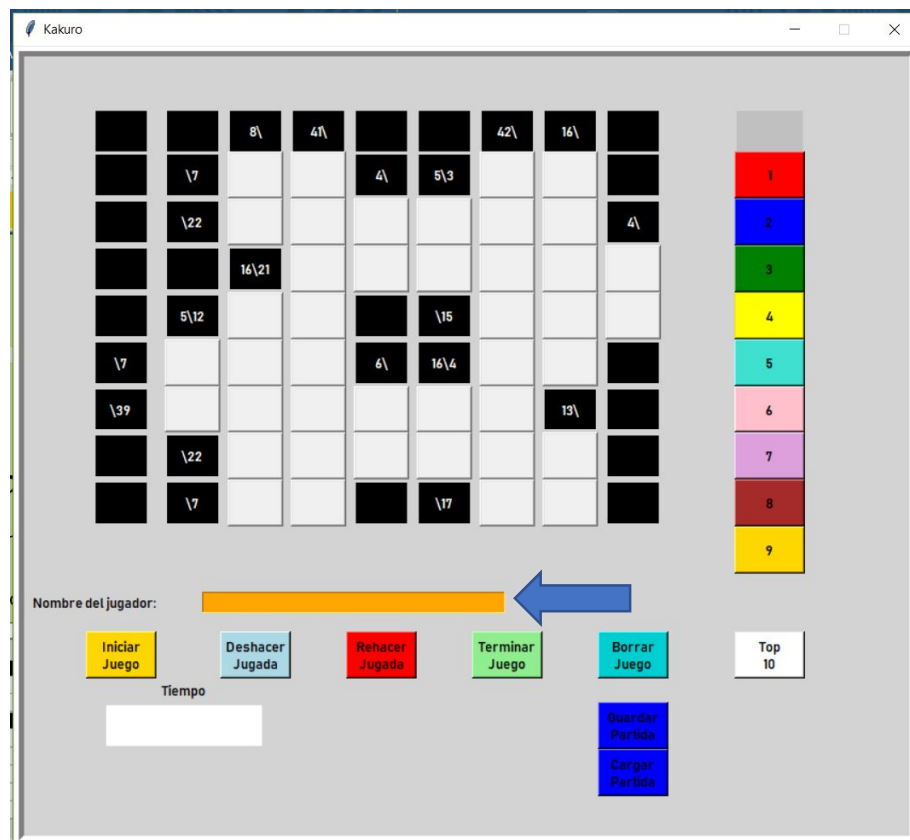 Kakuro
8\ 41\ 42\ 16\
\7 4\ 5\3 1
\22 4\ 2
16\21 3
5\12 \15 4
\7 6\ 16\4 5
\39 13\ 6
\22 7
\7 \17 8
9
Nombre del jugador:
Iniciar Juego
Deshacer Jugada
Rehacer Jugada
Terminar Juego
Borrar Juego
Top 10
Tiempo
Guardar Partida
Cargar Partida